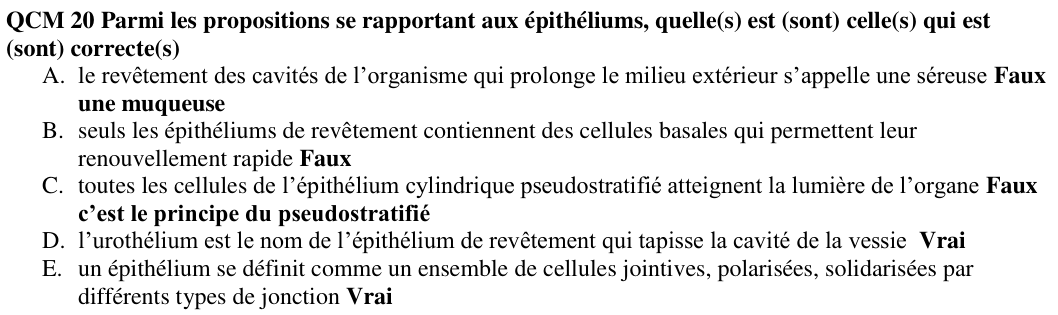 QCM 20 Parmi les propositions se rapportant aux épithéliums, quelle(s) est (sont) celle(s) qui est
(sont) correcte(s)
A. le revêtement des cavités de l’organisme qui prolonge le milieu extérieur s’appelle une séreuse Faux
une muqueuse
B. seuls les épithéliums de revêtement contiennent des cellules basales qui permettent leur
renouvellement rapide Faux
C. toutes les cellules de l’épithélium cylindrique pseudostratifié atteignent la lumière de l’organe Faux
c’est le principe du pseudostratifié
D. l’urothélium est le nom de l’épithélium de revêtement qui tapisse la cavité de la vessie Vrai
E. un épithélium se définit comme un ensemble de cellules jointives, polarisées, solidarisées par
différents types de jonction Vrai